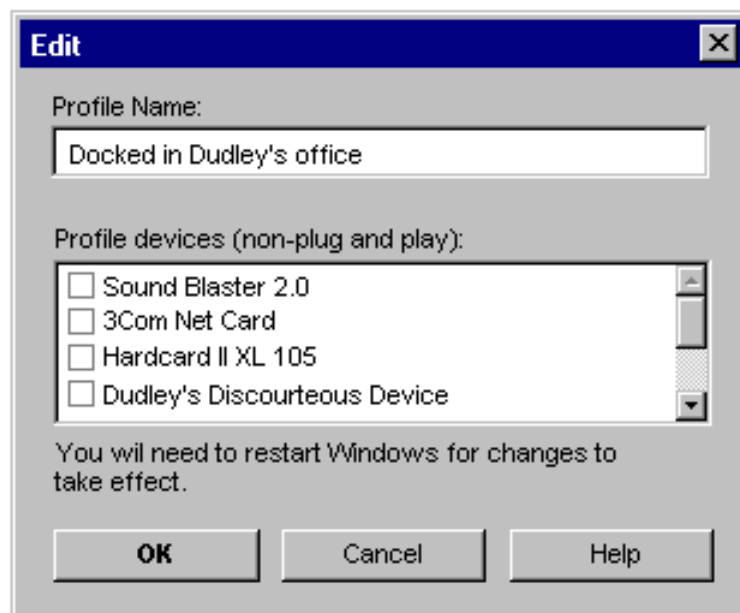 Edit
Profile Name:
Docked in Dudley's office
Profile devices (non-plug and play):
Sound Blaster 2.0
3Com Net Card
Hardcard II XL 105
Dudley's Discourteous Device
You wil need to restart Windows for changes to
take effect.
OK
Cancel
Help